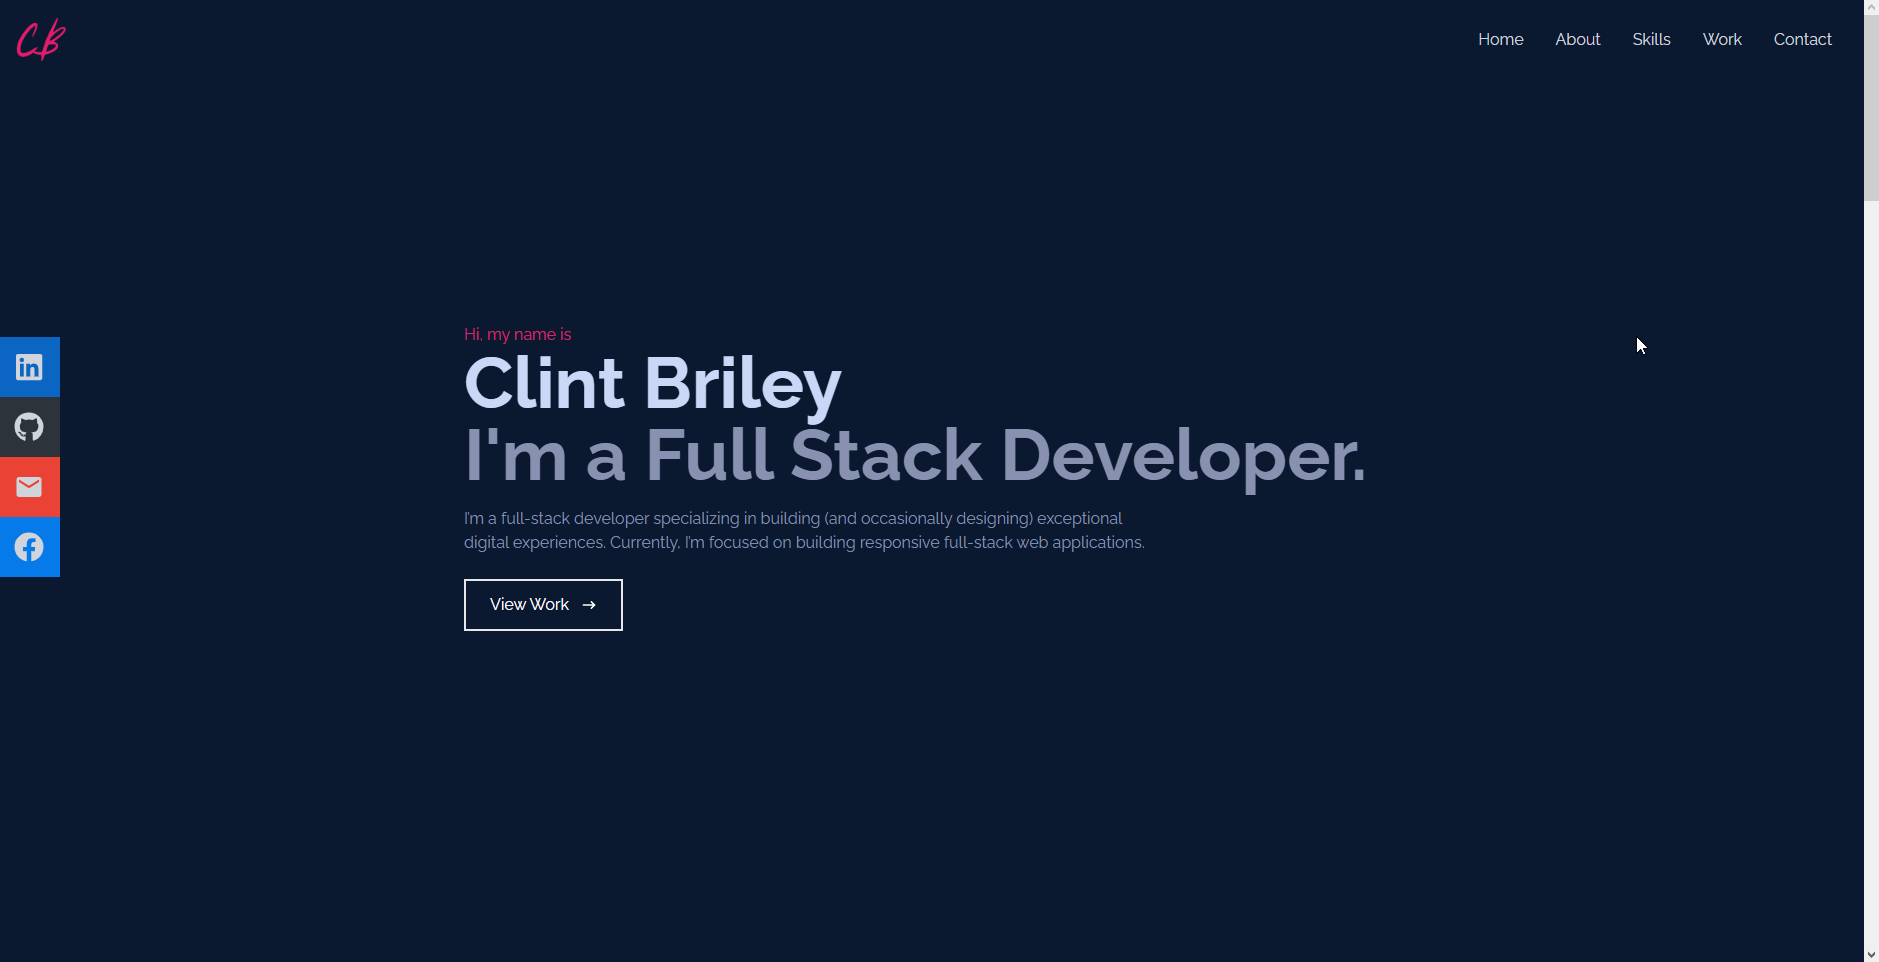 CB
Home About Skills Work Contact
Hi, my name is
Clint Briley
I'm a Full Stack Developer.
I'm a full-stack developer specializing in building (and occasionally designing) exceptional
digital experiences. Currently, I'm focused on building responsive full-stack web applications.
in
View Work →